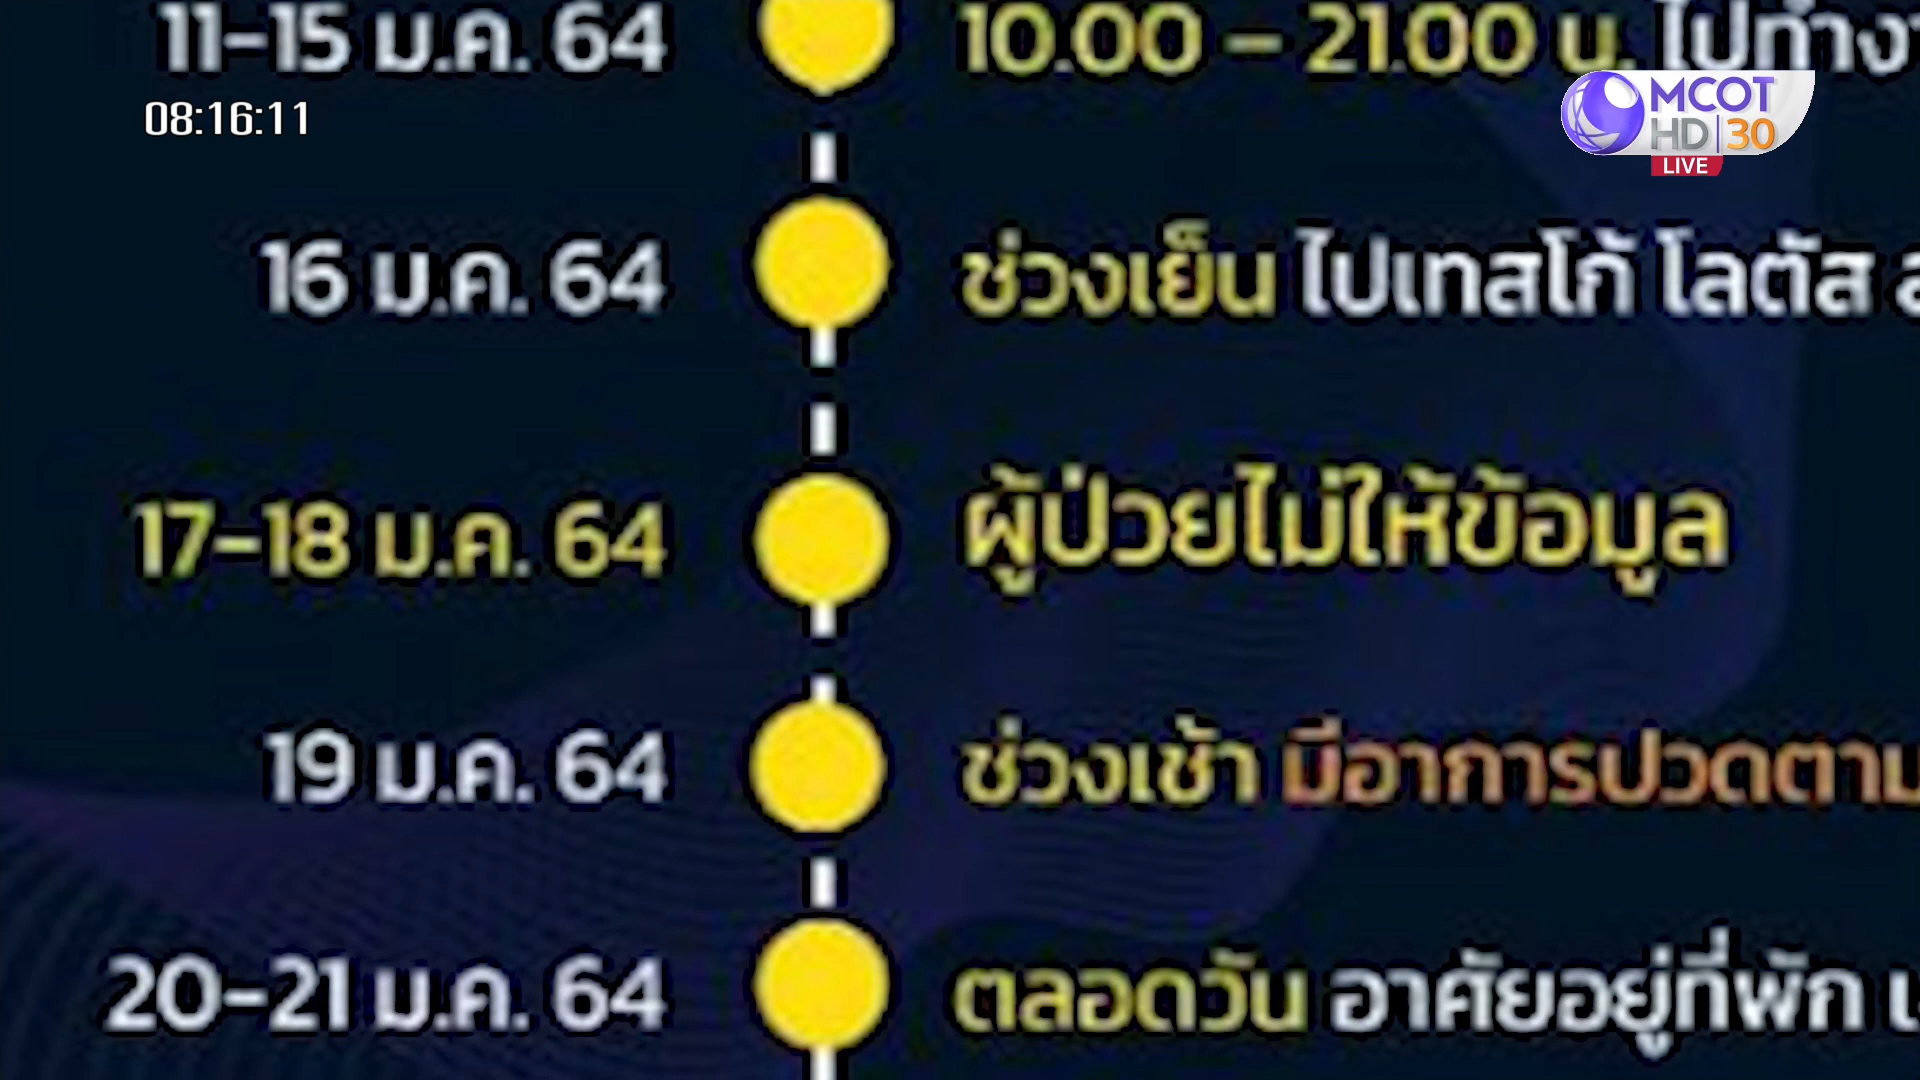 11-15 ม.ค. 64
10.00 – 21.00 น.
08:16:11
MCOT
HD 30
LIVE
16 ม.ค. 64
ช่วงเย็น ไปเทสโก้ โลตัส
17-18 ม.ค. 64
ผู้ป่วยไม่ให้ข้อมูล
19 ม.ค. 64
ช่วงเช้า มีอาการปวดตาม
20-21 ม.ค. 64
ตลอดวัน อาศัยอยู่ที่พัก